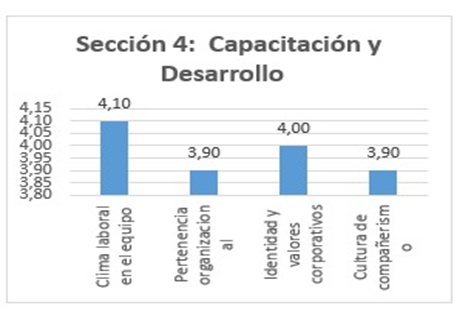 Sección 4:  Capacitación y
Desarrollo
4,15
4,10
4,05
4,00
3,95
3,90
3,85
3,80
4,10
3,90
4,00
3,90
Clima laboral
en el equipo
Pertenencia
organizacion
al
Identidad y
valores
corporativos
Cultura de
compañerism
o